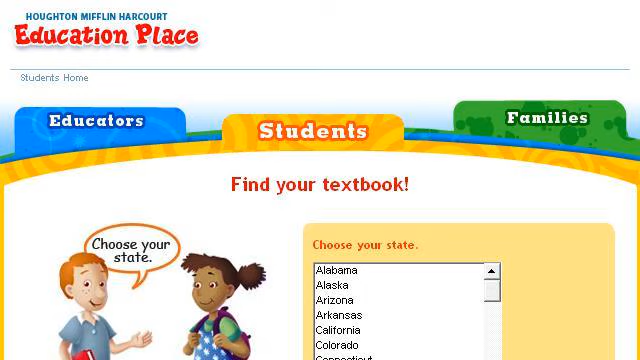 HOUGHTON MIFFLIN HARCOURT
Education Place
Students Home
Educators
Students
Families
Find your textbook!
Choose your
state.
Choose your state.
Alabama
Alaska
Arizona
Arkansas
California
Colorado
Connecticut